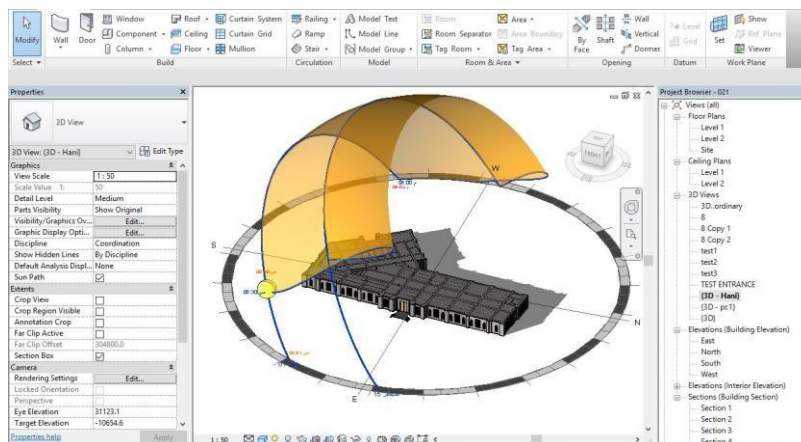 Modify
Wall
Door
Window
Component
Column
Roof
Ceiling
Floor
Curtain System
Curtain Grid
Mullion
Railing
Ramp
Stair
Model Text
Model Line
Model Group
Room
Room Separator
Tag Room
Area
Area Boundary
Tag Area
By Face
Shaft
Wall
Vertical
Dormer
Level
Grid
Set
Show
Ref Plane
Viewer
Select
Build
Circulation
Model
Room & Area
Opening
Datum
Work Plane
Properties
3D View
3D View: {3D - Hani}
Edit Type
Graphics
View Scale 1 : 50
Scale Value 1: 50
Detail Level Medium
Parts Visibility Show Original
Visibility/Graphics Ov... Edit...
Graphic Display Opti... Edit...
Discipline Coordination
Show Hidden Lines By Discipline
Default Analysis Displ... None
Sun Path
Extents
Crop View
Crop Region Visible
Annotation Crop
Far Clip Active
Far Clip Offset 304800.0
Section Box
Camera
Rendering Settings Edit...
Locked Orientation
Perspective
Eye Elevation 31123.1
Target Elevation -10654.6
Properties help
Apply
W
S
N
E
FRONT
1 : 50
Project Browser - 021
Views (all)
Floor Plans
Level 1
Level 2
Site
Ceiling Plans
Level 1
Level 2
3D Views
3D.ordinary
8
8 Copy 1
8 Copy 2
test1
test2
test3
TEST ENTRANCE
{3D - Hani}
{3D - pc1}
{3D}
Elevations (Building Elevation)
East
North
South
West
Elevations (Interior Elevation)
Sections (Building Section)
Section 1
Section 2
Section 3
Section 4